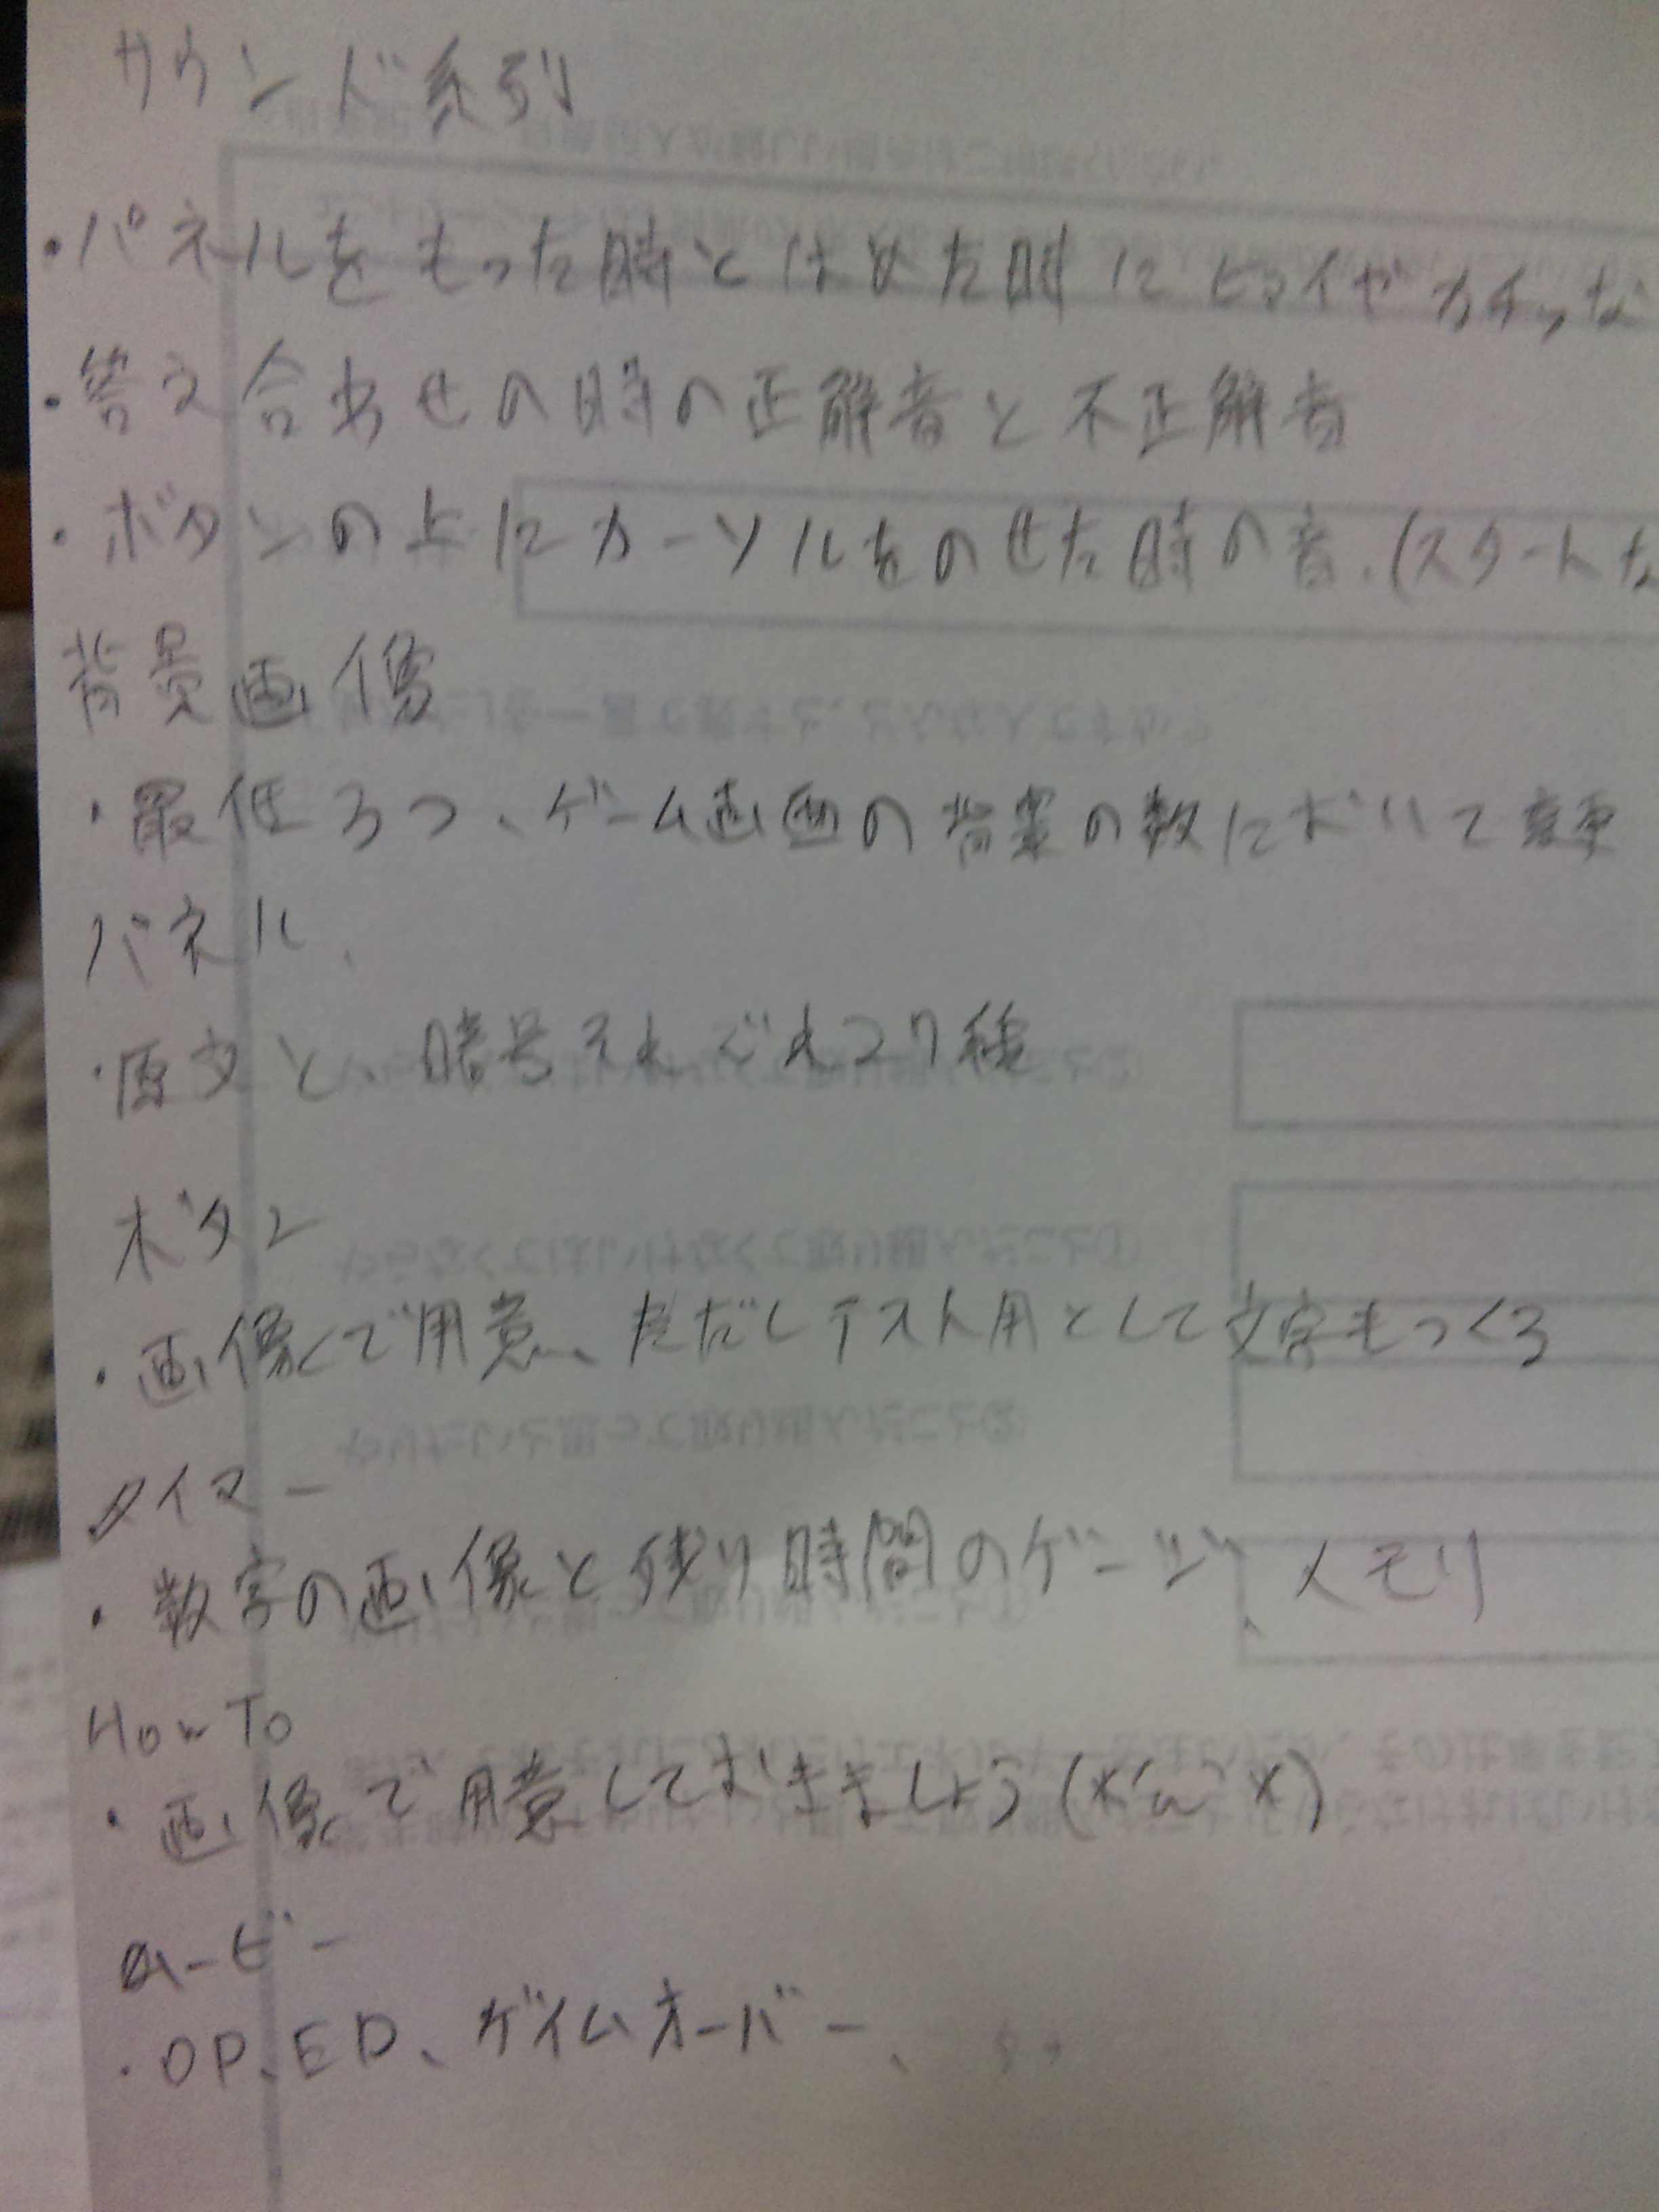 サウンド系列
・パネルをもった時とはめた時にヒョイやカチッな
・答え合わせの時の正解音と不正解音
・ボタンの上にカーソルをのせた時の音.(スタートな
背景画像
・最低3つ、ゲーム画面の背景の数において変更
パネル、
・原文と、暗号それぞれ27種
ボタン
・画像で用意、ただしテスト用として文字もつくる
タイマー
・数字の画像と残り時間のゲージ、メモリ
How To
・画像で用意しておきましょう(
ムービー
・OP、ED、ゲイムオーバー、